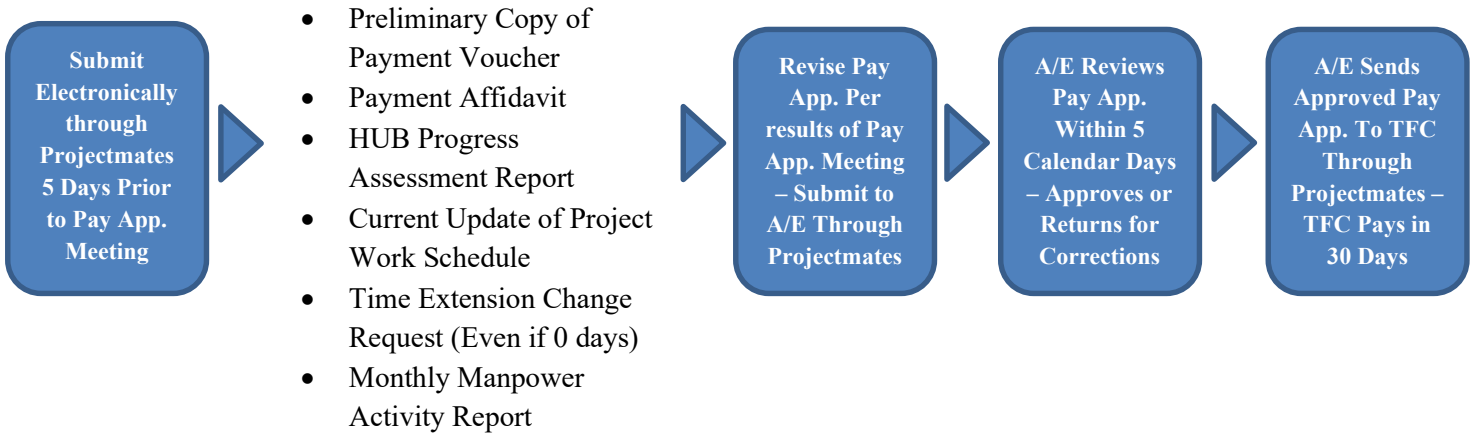 Submit
Electronically
through
Projectmates
5 Days Prior
to Pay App.
Meeting
• Preliminary Copy of
Payment Voucher
• Payment Affidavit
• HUB Progress
Assessment Report
• Current Update of Project
Work Schedule
• Time Extension Change
Request (Even if 0 days)
• Monthly Manpower
Activity Report
Revise Pay
App. Per
results of Pay
App. Meeting
– Submit to
A/E Through
Projectmates
A/E Reviews
Pay App.
Within 5
Calendar Days
– Approves or
Returns for
Corrections
A/E Sends
Approved Pay
App. To TFC
Through
Projectmates –
TFC Pays in
30 Days